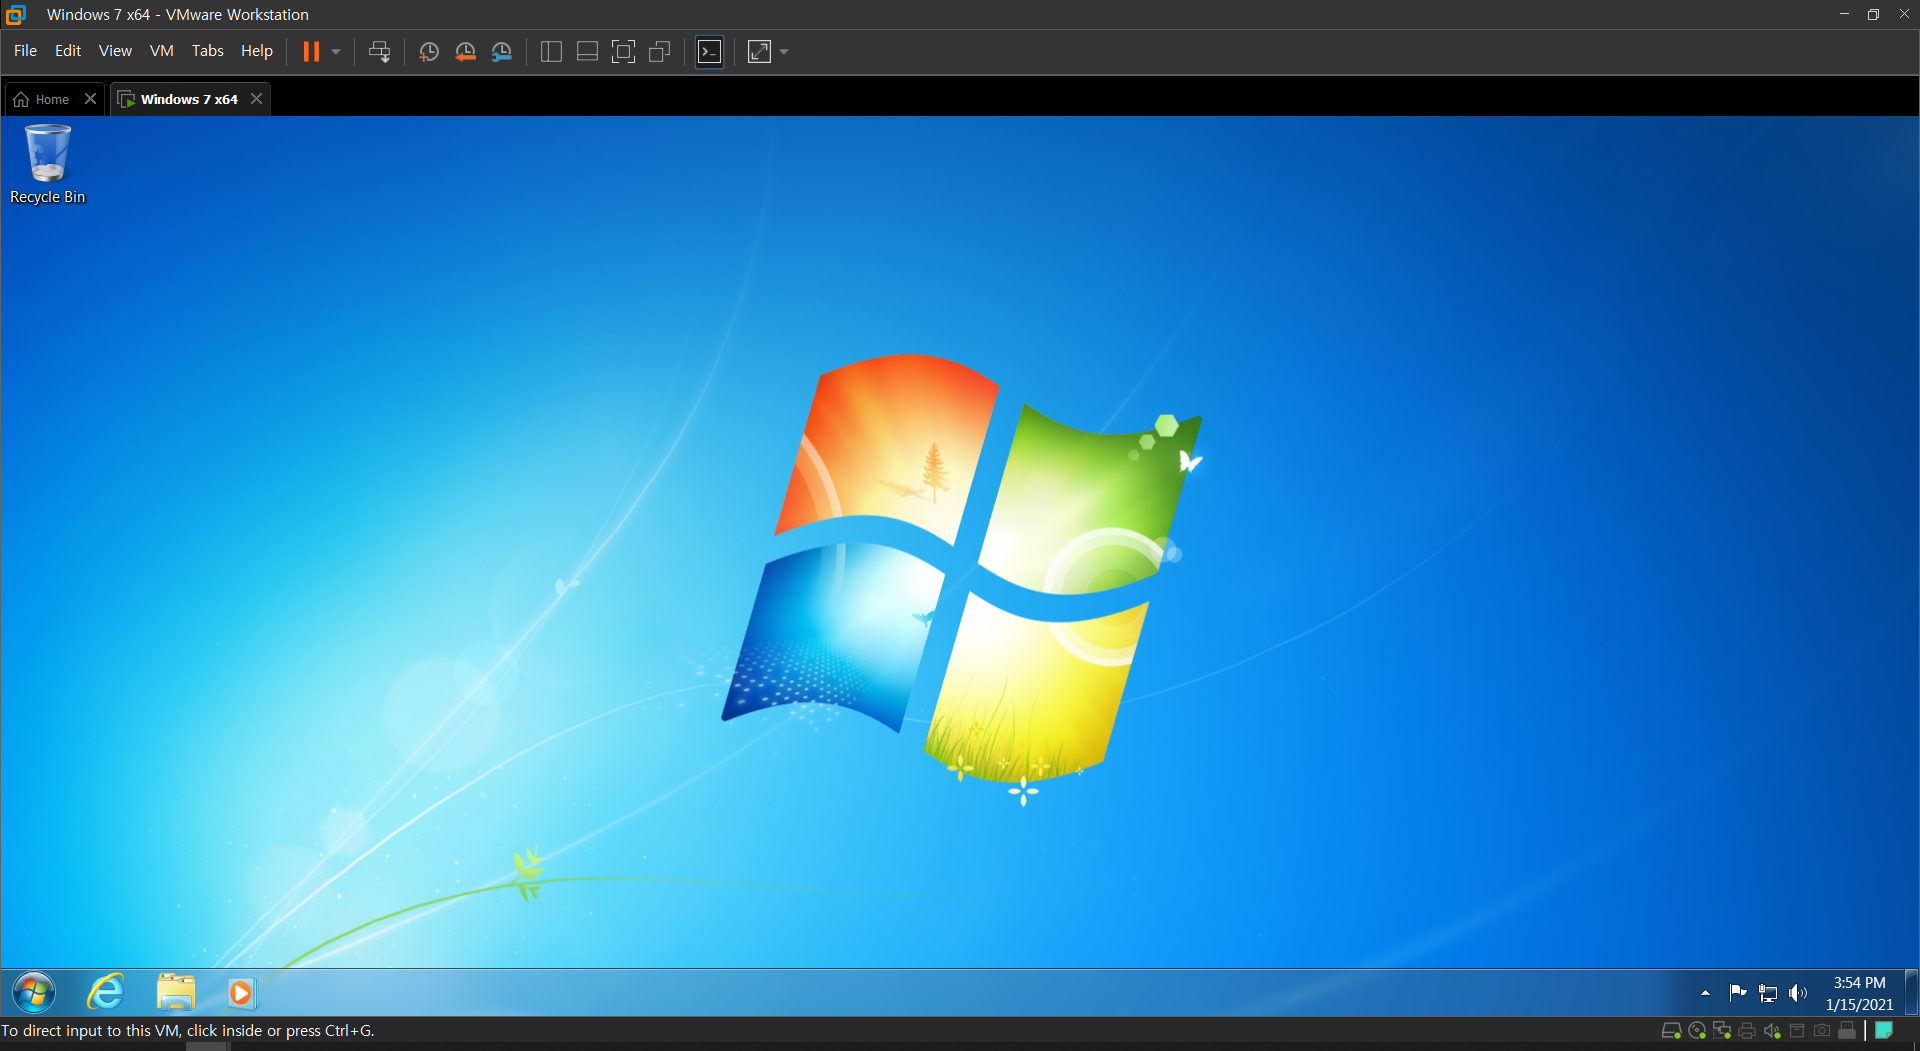 Windows 7 x64 - VMware Workstation
File Edit View VM Tabs Help
Home Windows 7 x64
Recycle Bin
3:54 PM
1/15/2021
To direct input to this VM, click inside or press Ctrl+G.